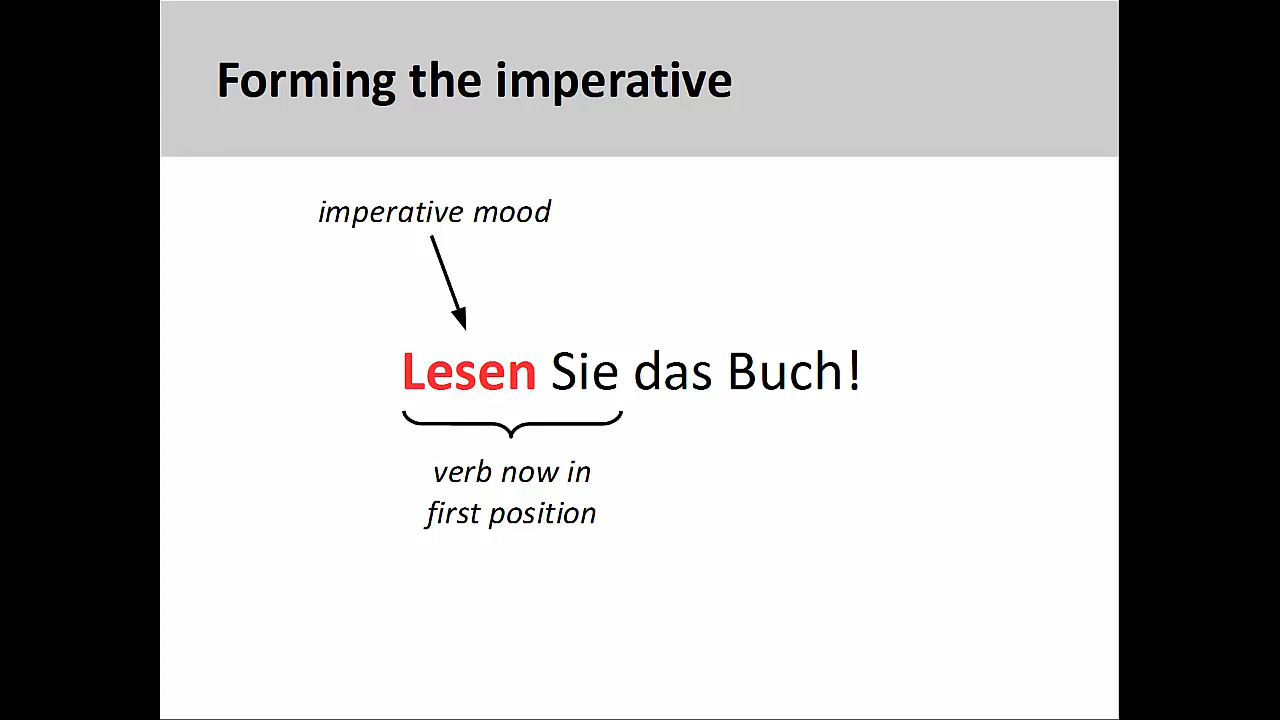 Forming the imperative
imperative mood
Lesen Sie das Buch!
verb now in
first position